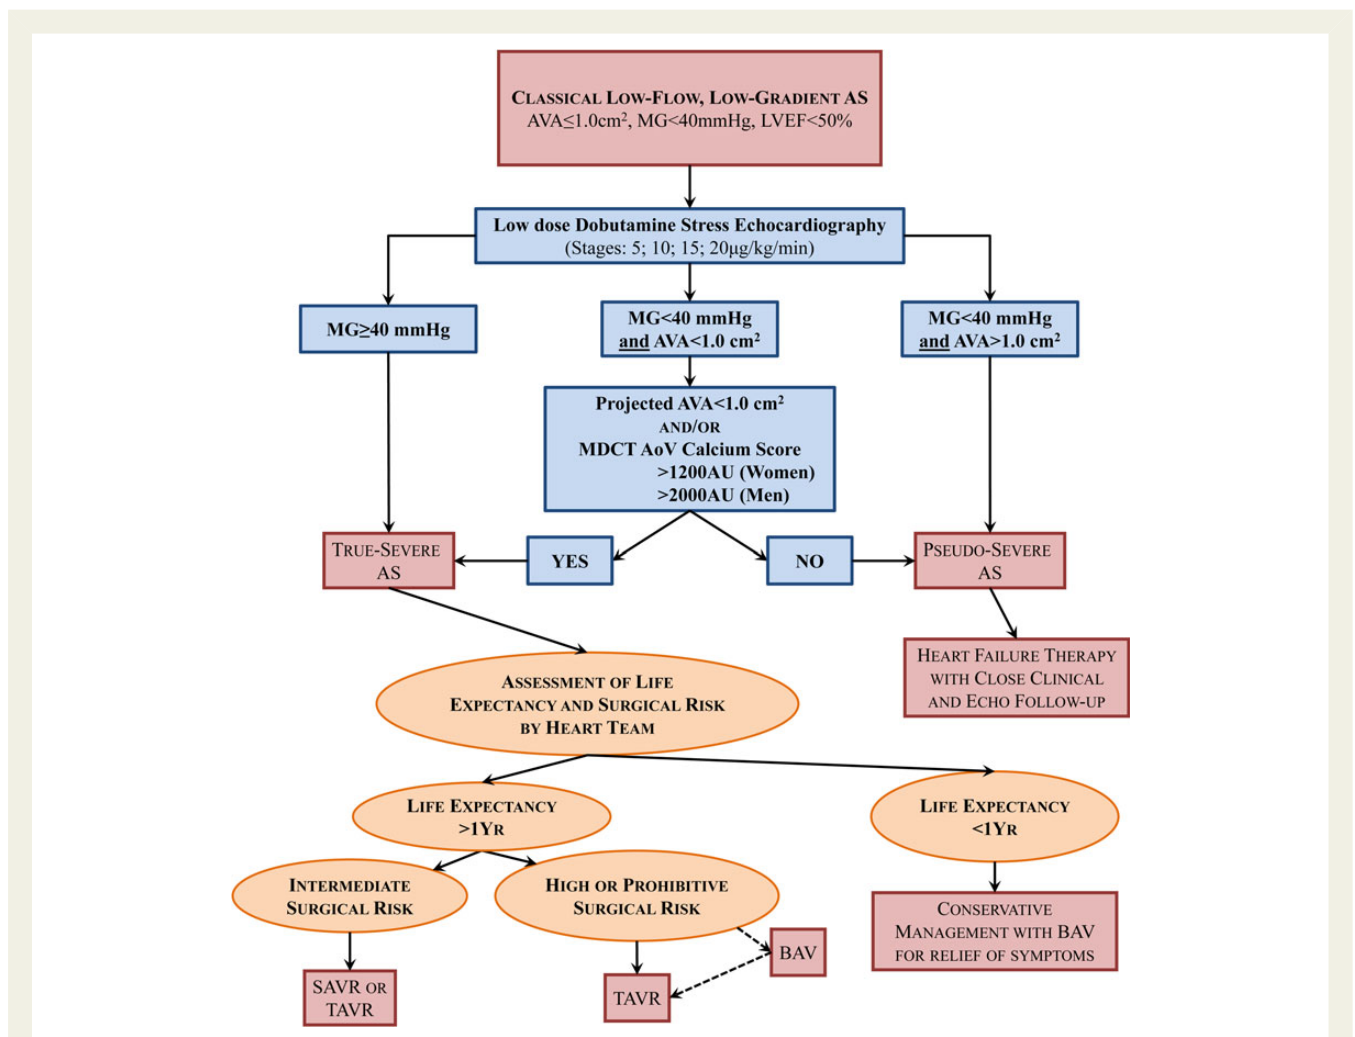 CLASSICAL LOW-FLOW, LOW-GRADIENT AS
AVA≤1.0cm², MG<40mmHg, LVEF<50%
Low dose Dobutamine Stress Echocardiography
(Stages: 5; 10; 15; 20μg/kg/min)
MG≥40 mmHg
MG<40 mmHg
and AVA<1.0 cm²
MG<40 mmHg
and AVA>1.0 cm²
Projected AVA<1.0 cm²
AND/OR
MDCT AoV Calcium Score
>1200AU (Women)
>2000AU (Men)
TRUE-SEVERE
AS
YES
NO
PSEUDO-SEVERE
AS
HEART FAILURE THERAPY
WITH CLOSE CLINICAL
AND ECHO FOLLOW-UP
ASSESSMENT OF LIFE
EXPECTANCY AND SURGICAL RISK
BY HEART TEAM
LIFE EXPECTANCY
>1YR
LIFE EXPECTANCY
<1YR
INTERMEDIATE
SURGICAL RISK
HIGH OR PROHIBITIVE
SURGICAL RISK
CONSERVATIVE
MANAGEMENT WITH BAV
FOR RELIEF OF SYMPTOMS
BAV
SAVR OR
TAVR
TAVR